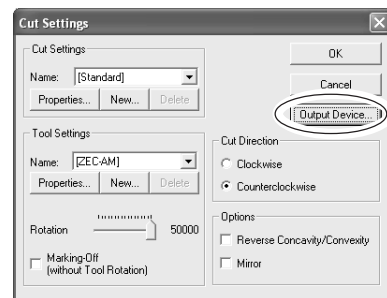 Cut Settings
Cut Settings
Name: [Standard]
Properties... New... Delete
Tool Settings
Name: [ZEC-AM]
Properties... New... Delete
Rotation 50000
Marking-Off
(without Tool Rotation)
OK
Cancel
Output Device...
Cut Direction
Clockwise
Counterclockwise
Options
Reverse Concavity/Convexity
Mirror